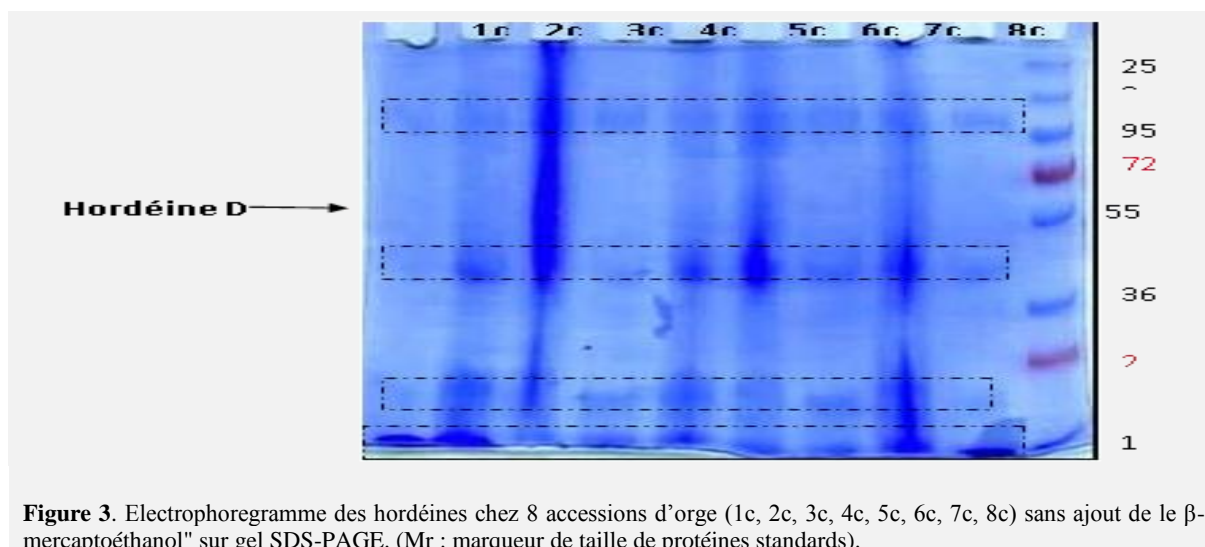 1c 2c 3c 4c 5c 6c 7c 8c
25
95
72
Hordéine D
55
36
2
1
Figure 3. Electrophoregramme des hordéines chez 8 accessions d'orge (1c, 2c, 3c, 4c, 5c, 6c, 7c, 8c) sans ajout de le β-
mercaptoéthanol" sur gel SDS-PAGE. (Mr : marqueur de taille de protéines standards).